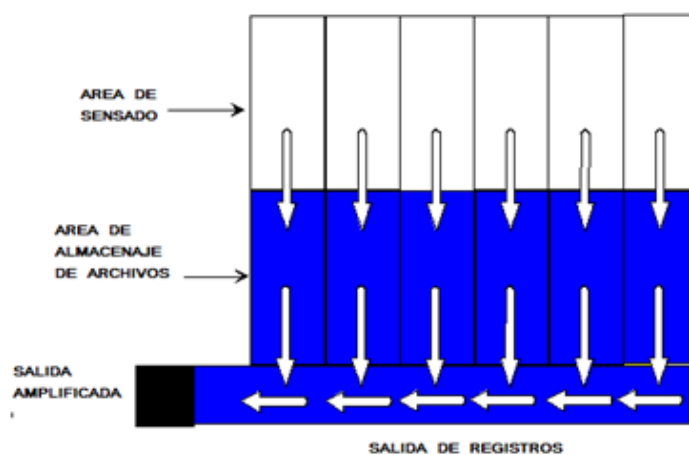 AREA DE
SENSADO
AREA DE
ALMACENAJE
DE ARCHIVOS
SALIDA
AMPLIFICADA
SALIDA DE REGISTROS